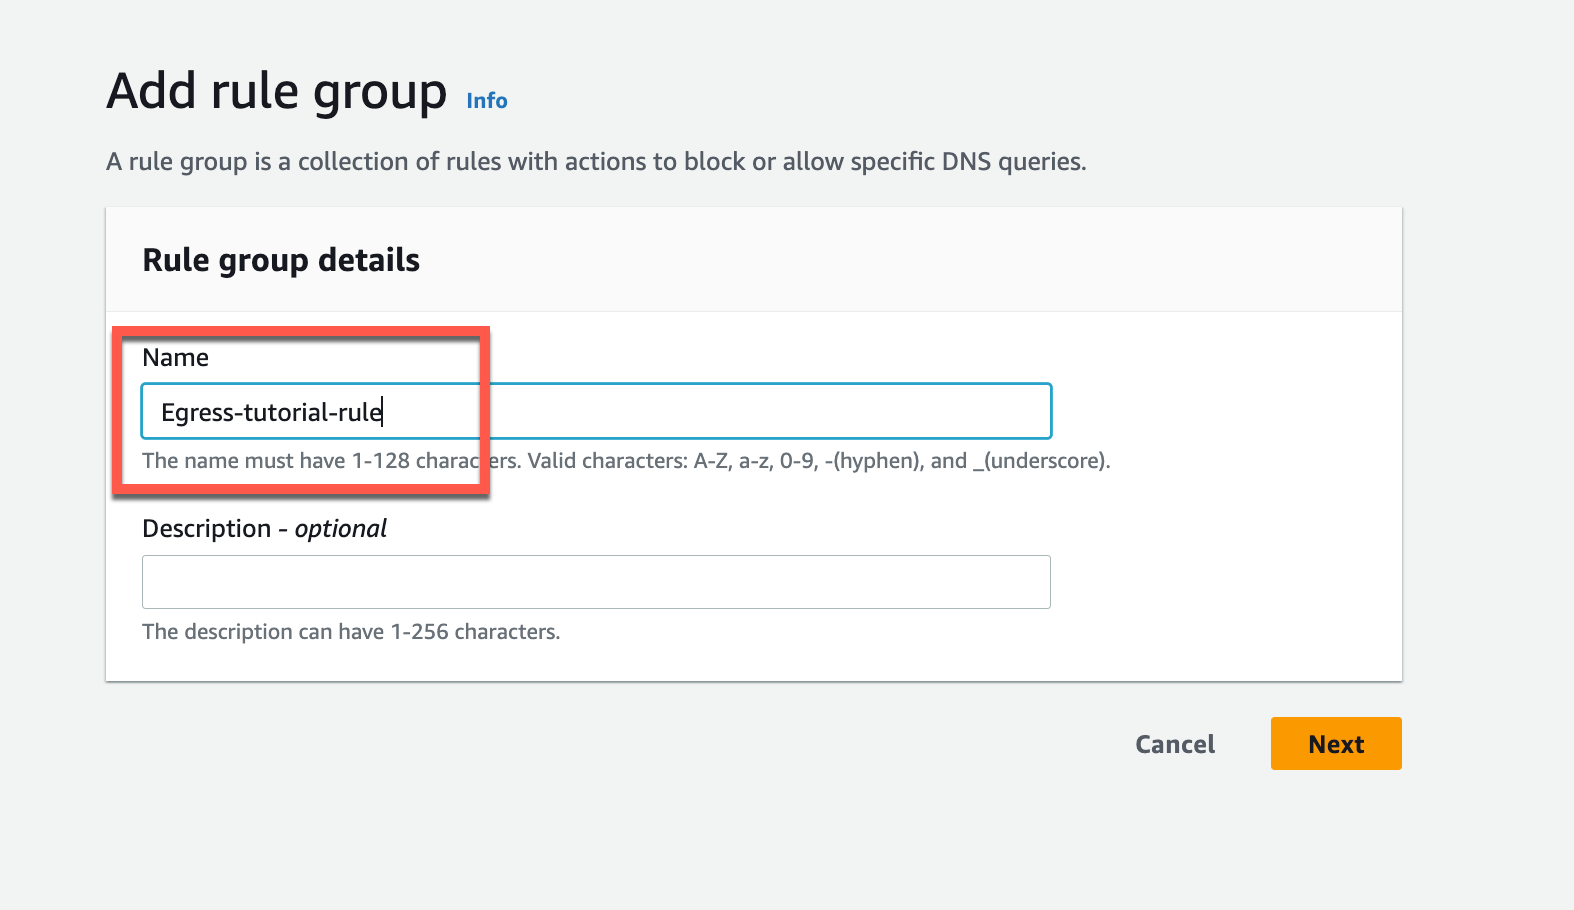 Add rule group Info
A rule group is a collection of rules with actions to block or allow specific DNS queries.
Rule group details
Name
Egress-tutorial-rule
The name must have 1-128 characters. Valid characters: A-Z, a-z, 0-9, -(hyphen), and _(underscore).
Description - optional
The description can have 1-256 characters.
Cancel Next